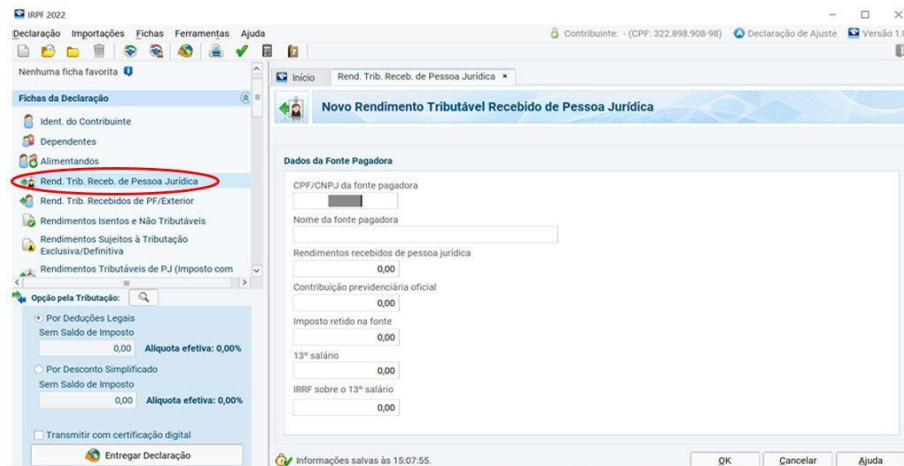 IRPF 2022
Declaração Importações Fichas Ferramentas Ajuda
Contribuinte: - (CPF: 322.898.908-98) Declaração de Ajuste Versão 1.0
Nenhuma ficha favorita
Fichas da Declaração
Ident. do Contribuinte
Dependentes
Alimentandos
Rend. Trib. Receb. de Pessoa Jurídica
Rend. Trib. Recebidos de PF/Exterior
Rendimentos Isentos e Não Tributáveis
Rendimentos Sujeitos à Tributação
Exclusiva/Definitiva
Rendimentos Tributáveis de PJ (Imposto com
Opção pela Tributação:
Por Deduções Legais
Sem Saldo de Imposto
0,00 Alíquota efetiva: 0,00%
Por Desconto Simplificado
Sem Saldo de Imposto
0,00 Alíquota efetiva: 0,00%
Transmitir com certificação digital
Entregar Declaração
Início Rend. Trib. Receb. de Pessoa Jurídica ×
Novo Rendimento Tributável Recebido de Pessoa Jurídica
Dados da Fonte Pagadora
CPF/CNPJ da fonte pagadora
Nome da fonte pagadora
Rendimentos recebidos de pessoa jurídica
0,00
Contribuição previdenciária oficial
0,00
Imposto retido na fonte
0,00
13º salário
0,00
IRRF sobre o 13º salário
0,00
Informações salvas às 15:07:55.
OK Cancelar Ajuda